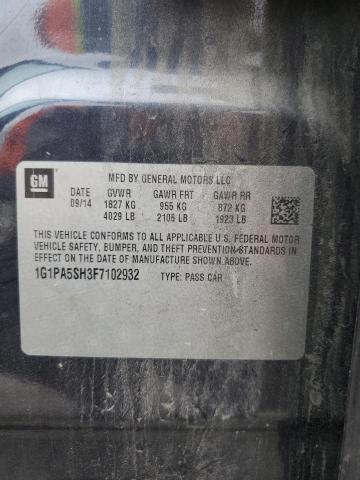 GM
MFD BY GENERAL MOTORS LLC
DATE GVWR GAWR FRT GAWR RR
09/14 1827 KG 955 KG 872 KG
4029 LB 2106 LB 1923 LB
THIS VEHICLE CONFORMS TO ALL APPLICABLE U.S. FEDERAL MOTOR
VEHICLE SAFETY, BUMPER, AND THEFT PREVENTION STANDARDS IN
EFFECT ON THE DATE OF MANUFACTURE SHOWN ABOVE.
1G1PA5SH3F7102932 TYPE: PASS CAR